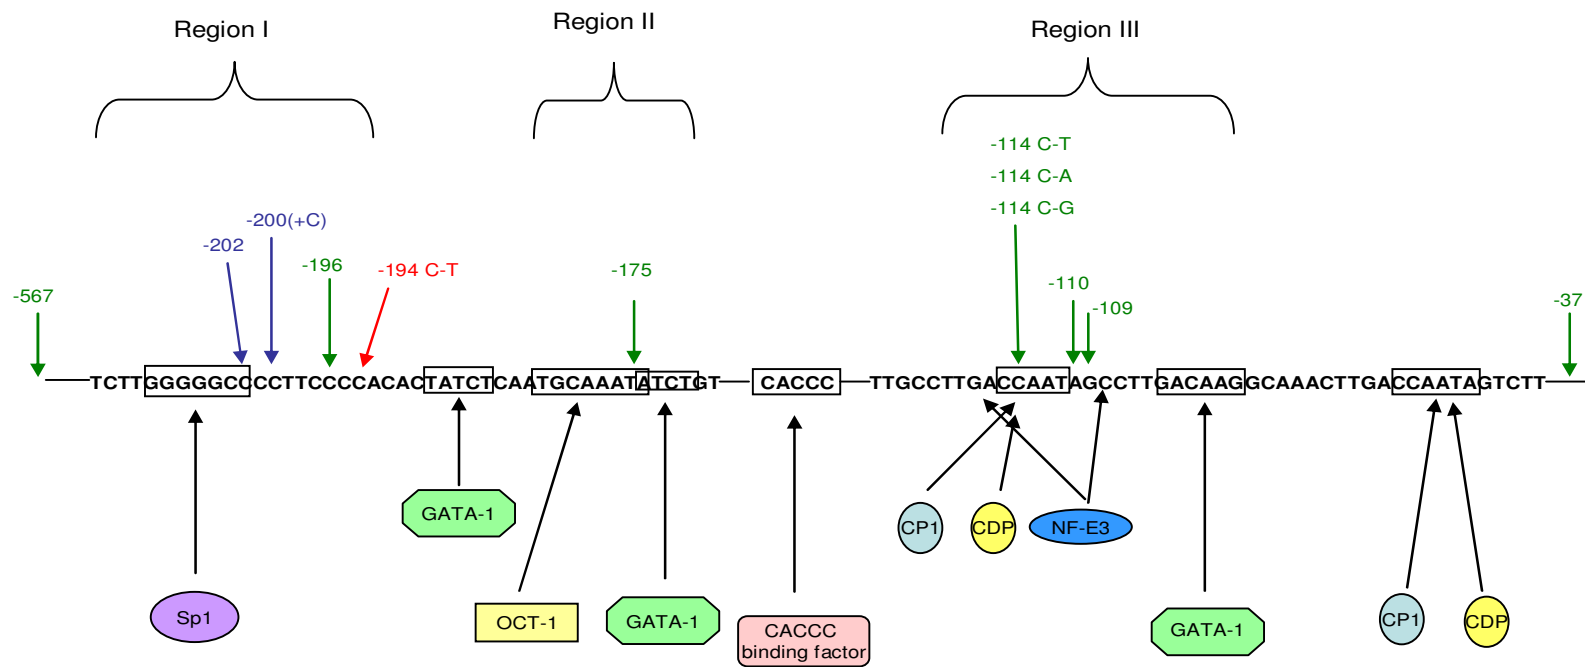 Region I
Region II
Region III
-114 C-T
-114 C-A
-114 C-G
-200(+C)
-202
-196
-194 C-T
-175
-110
-109
-567
-37
TCTTGGGGGCCCCTTCCCCACACTATCTCAATGCAAATATCTGT CACCC TTGCCTTGACCAATAGCCTTGACAAGGCAAACTTGACCAATAGTCTT
GATA-1
CP1
CDP
NF-E3
Sp1
OCT-1
GATA-1
CACCC
binding factor
GATA-1
CP1
CDP